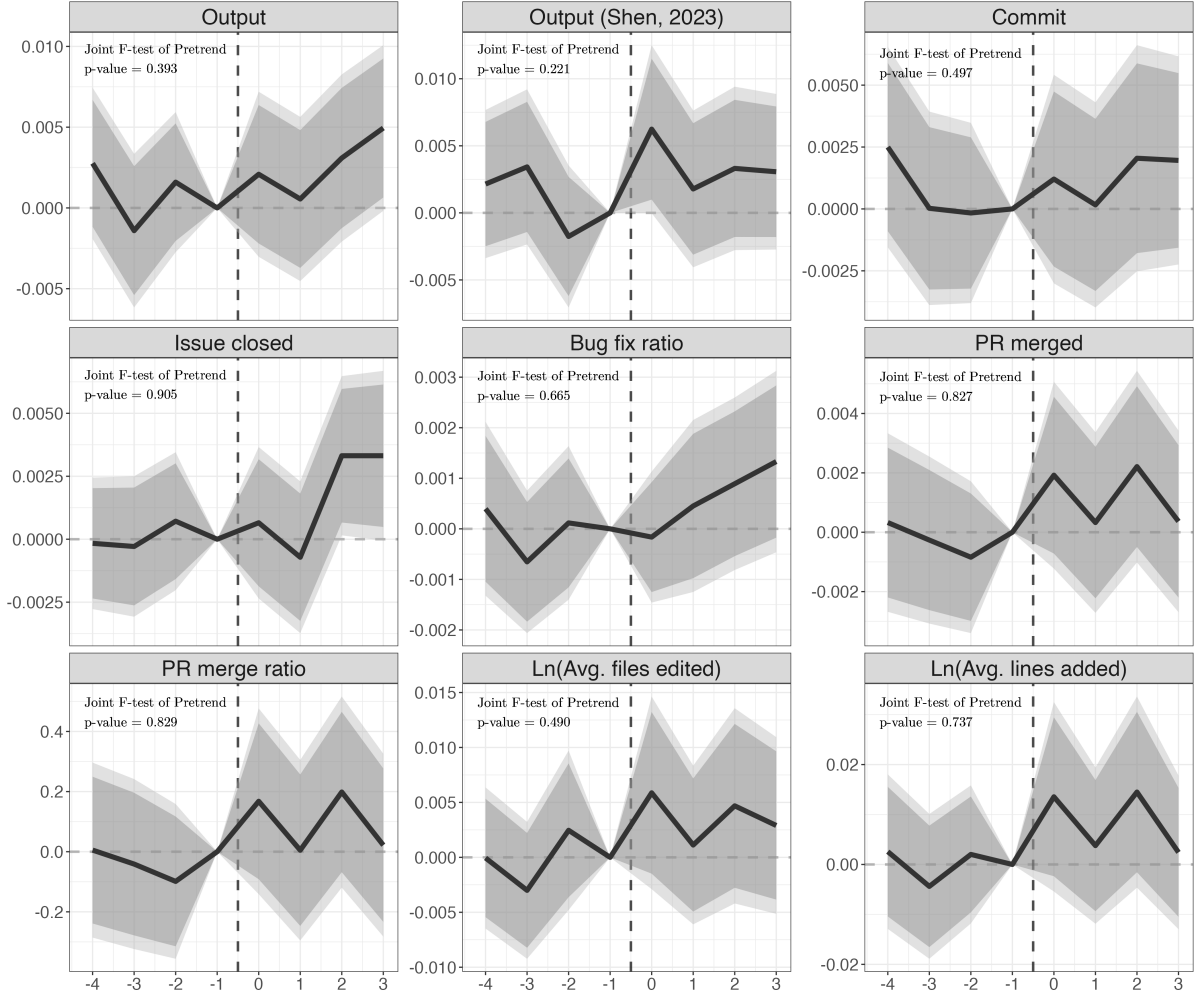 Output
Output (Shen, 2023)
Commit
Joint F-test of Pretrend
p-value = 0.393
Joint F-test of Pretrend
p-value = 0.221
Joint F-test of Pretrend
p-value = 0.497
0.010
0.005
0.000
-0.005
0.010
0.005
0.000
-0.005
0.0050
0.0025
0.0000
-0.0025
Issue closed
Bug fix ratio
PR merged
Joint F-test of Pretrend
p-value = 0.905
Joint F-test of Pretrend
p-value = 0.665
Joint F-test of Pretrend
p-value = 0.827
0.0050
0.0025
0.0000
-0.0025
0.003
0.002
0.001
0.000
-0.001
-0.002
0.004
0.002
0.000
-0.002
PR merge ratio
Ln(Avg. files edited)
Ln(Avg. lines added)
Joint F-test of Pretrend
p-value = 0.829
Joint F-test of Pretrend
p-value = 0.490
Joint F-test of Pretrend
p-value = 0.737
0.4
0.2
0.0
-0.2
0.015
0.010
0.005
0.000
-0.005
-0.010
0.02
0.00
-0.02
-4 -3 -2 -1 0 1 2 3
-4 -3 -2 -1 0 1 2 3
-4 -3 -2 -1 0 1 2 3